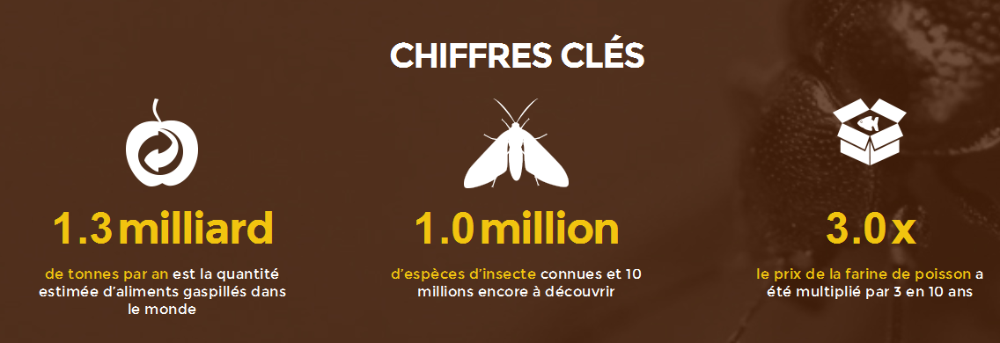 CHIFFRES CLÉS
1.3 milliard
de tonnes par an est la quantité
estimée d'aliments gaspillés dans
le monde
1.0 million
d'espèces d'insecte connues et 10
millions encore à découvrir
3.0 x
le prix de la farine de poisson a
été multiplié par 3 en 10 ans